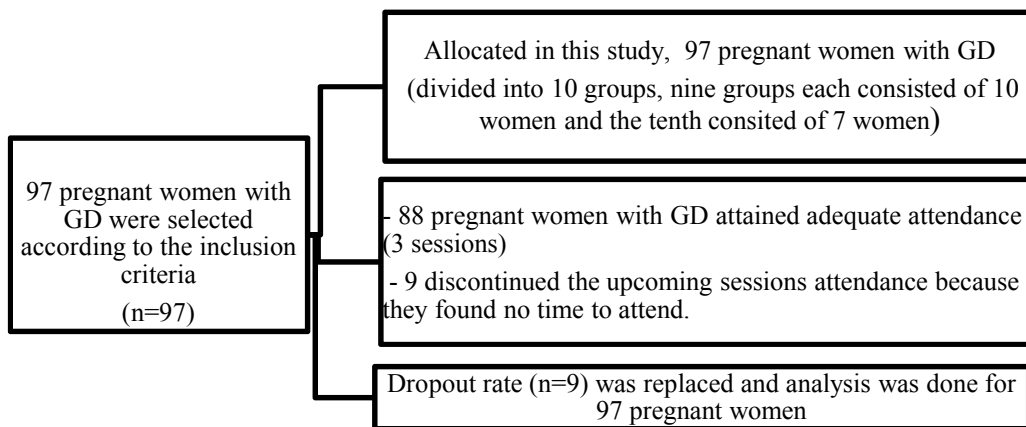 97 pregnant women with
GD were selected
according to the inclusion
criteria
(n=97)
Allocated in this study, 97 pregnant women with GD
(divided into 10 groups, nine groups each consisted of 10
women and the tenth consited of 7 women)
- 88 pregnant women with GD attained adequate attendance
(3 sessions)
- 9 discontinued the upcoming sessions attendance because
they found no time to attend.
Dropout rate (n=9) was replaced and analysis was done for
97 pregnant women